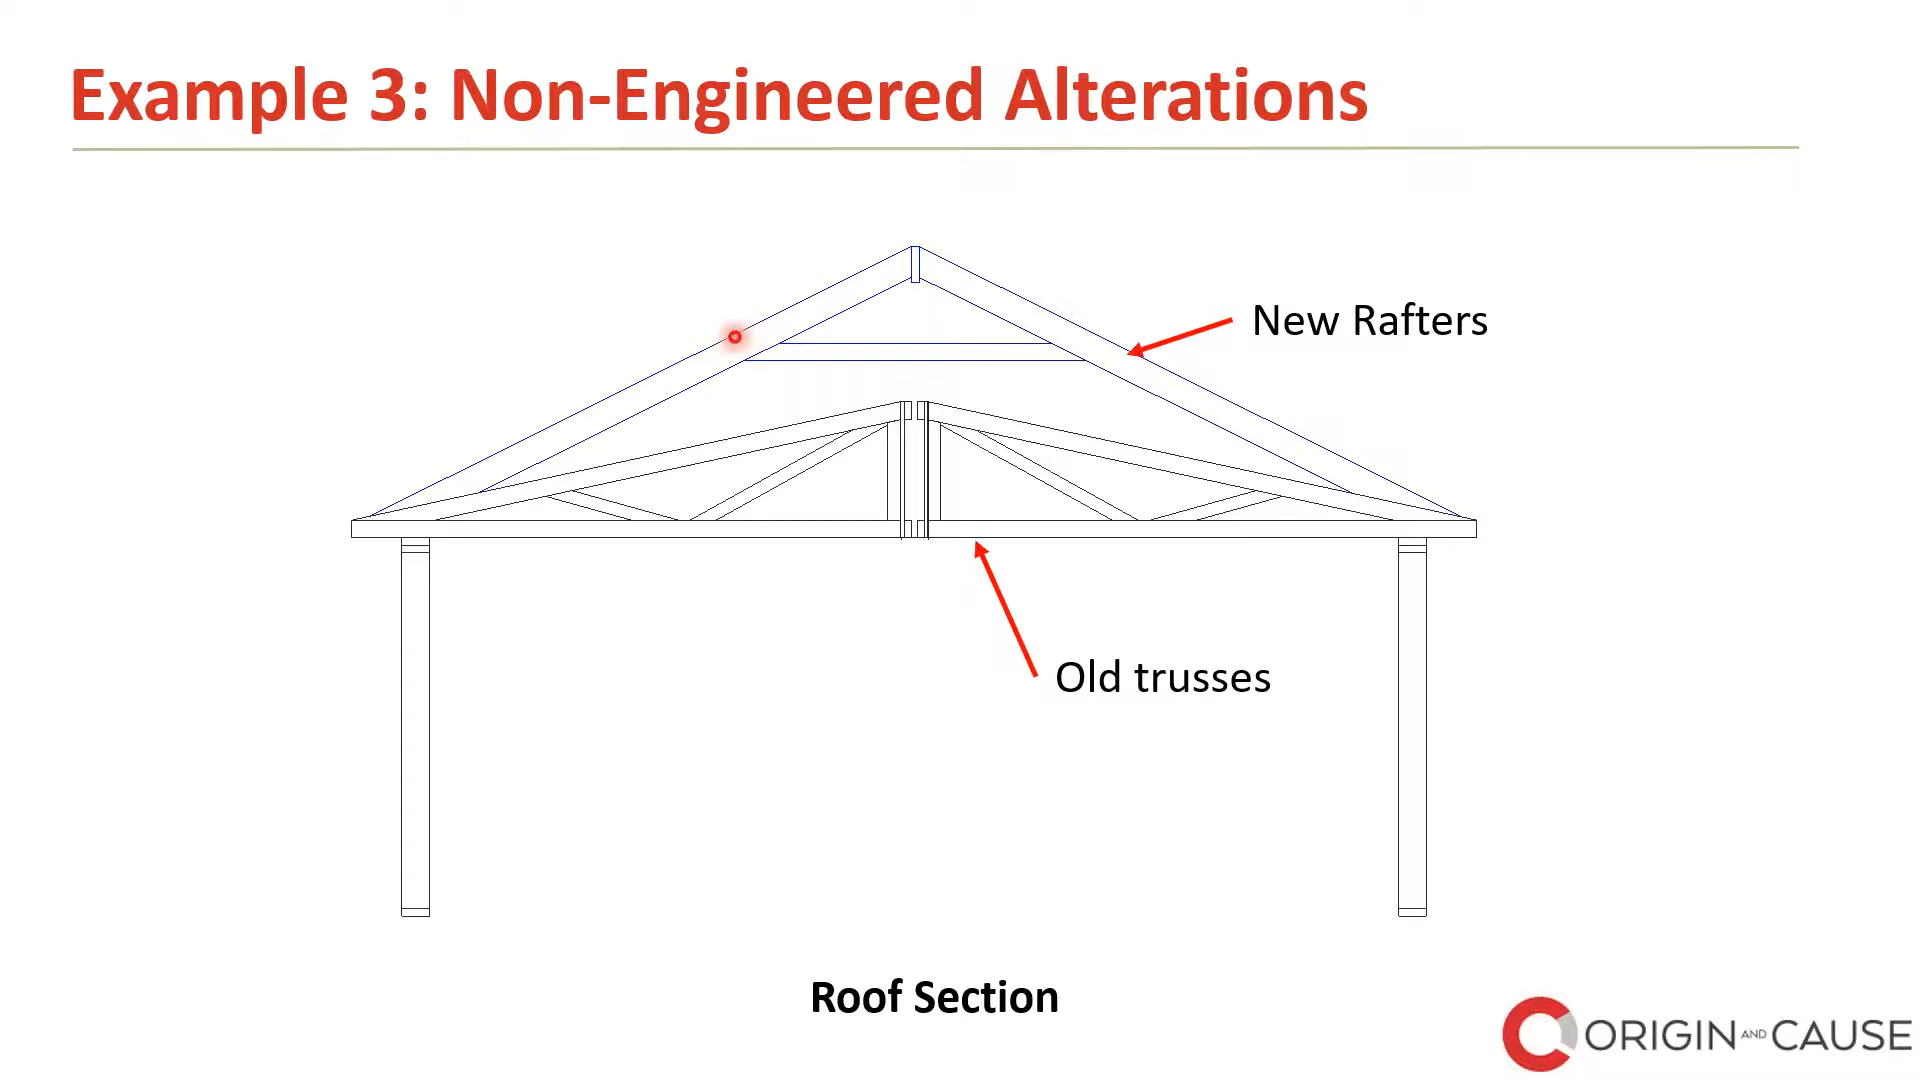 Example 3: Non-Engineered Alterations
New Rafters
Old trusses
Roof Section
ORIGIN AND CAUSE